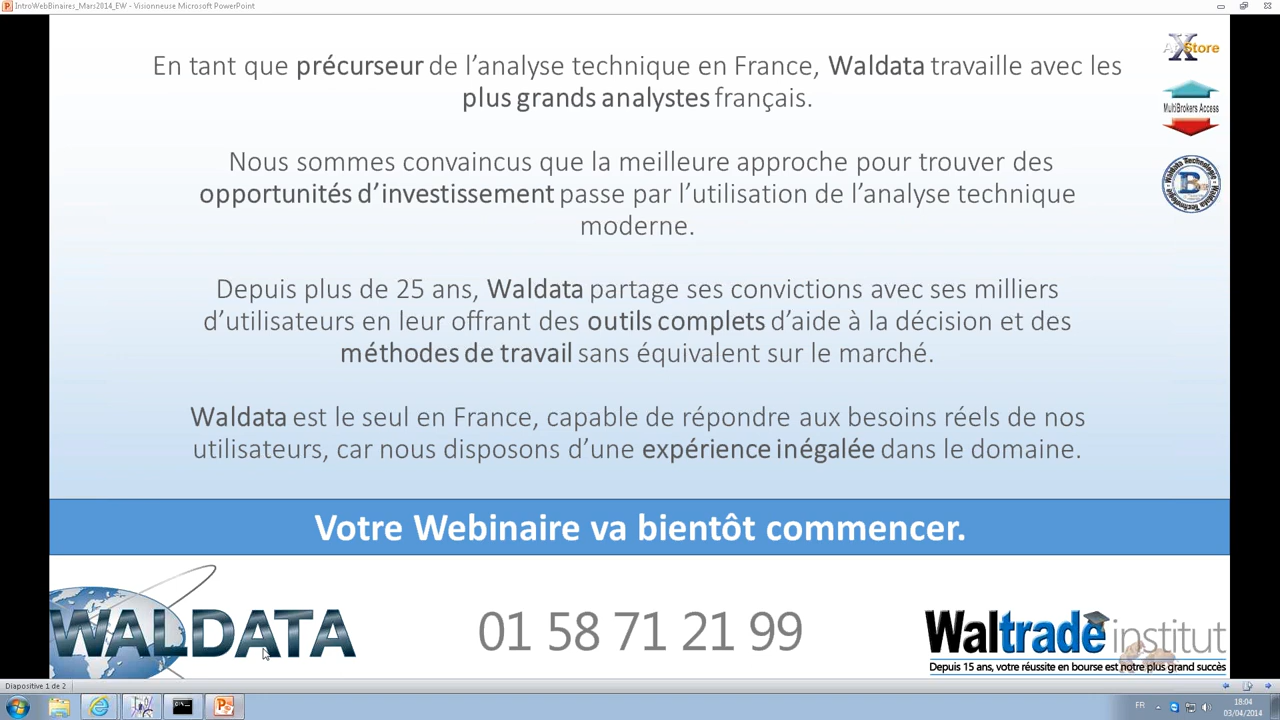 IntroWebBinaires_Mars2014_EW - Visionneuse Microsoft PowerPoint
En tant que précurseur de l’analyse technique en France, Waldata travaille avec les
plus grands analystes français.
Nous sommes convaincus que la meilleure approche pour trouver des
opportunités d’investissement passe par l’utilisation de l’analyse technique
moderne.
Depuis plus de 25 ans, Waldata partage ses convictions avec ses milliers
d’utilisateurs en leur offrant des outils complets d’aide à la décision et des
méthodes de travail sans équivalent sur le marché.
Waldata est le seul en France, capable de répondre aux besoins réels de nos
utilisateurs, car nous disposons d’une expérience inégalée dans le domaine.
Store
MultiBrokers Access
B
Votre Webinaire va bientôt commencer.
WALDATA
01 58 71 21 99
Waltrade institut
Depuis 15 ans, votre réussite en bourse est notre plus grand succès
Diapositive 1 de 2
FR
18:04
03/04/2014